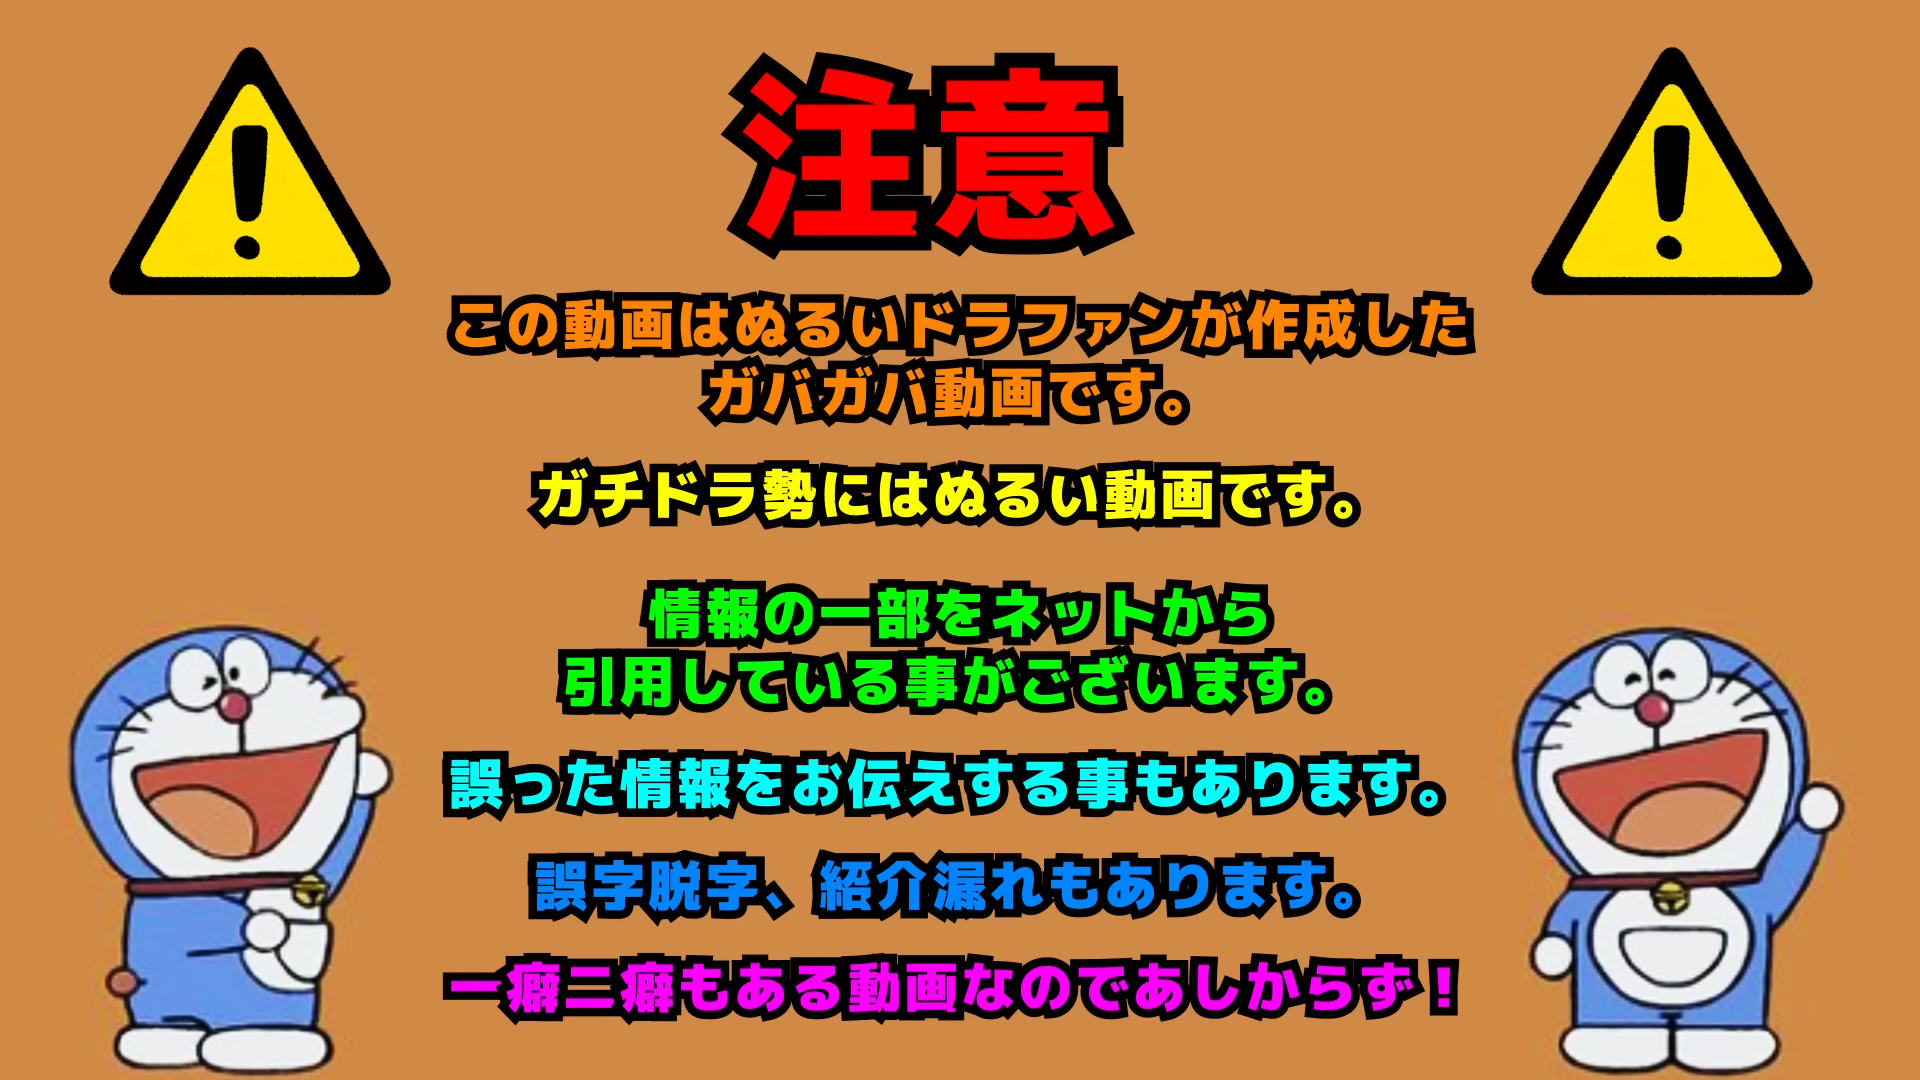 注意
この動画はぬるいドラファンが作成した
ガバガバ動画です。
ガチドラ勢にはぬるい動画です。
情報の一部をネットから
引用している事がございます。
誤った情報をお伝えする事もあります。
誤字脱字、紹介漏れもあります。
一癖二癖もある動画なのであしからず！